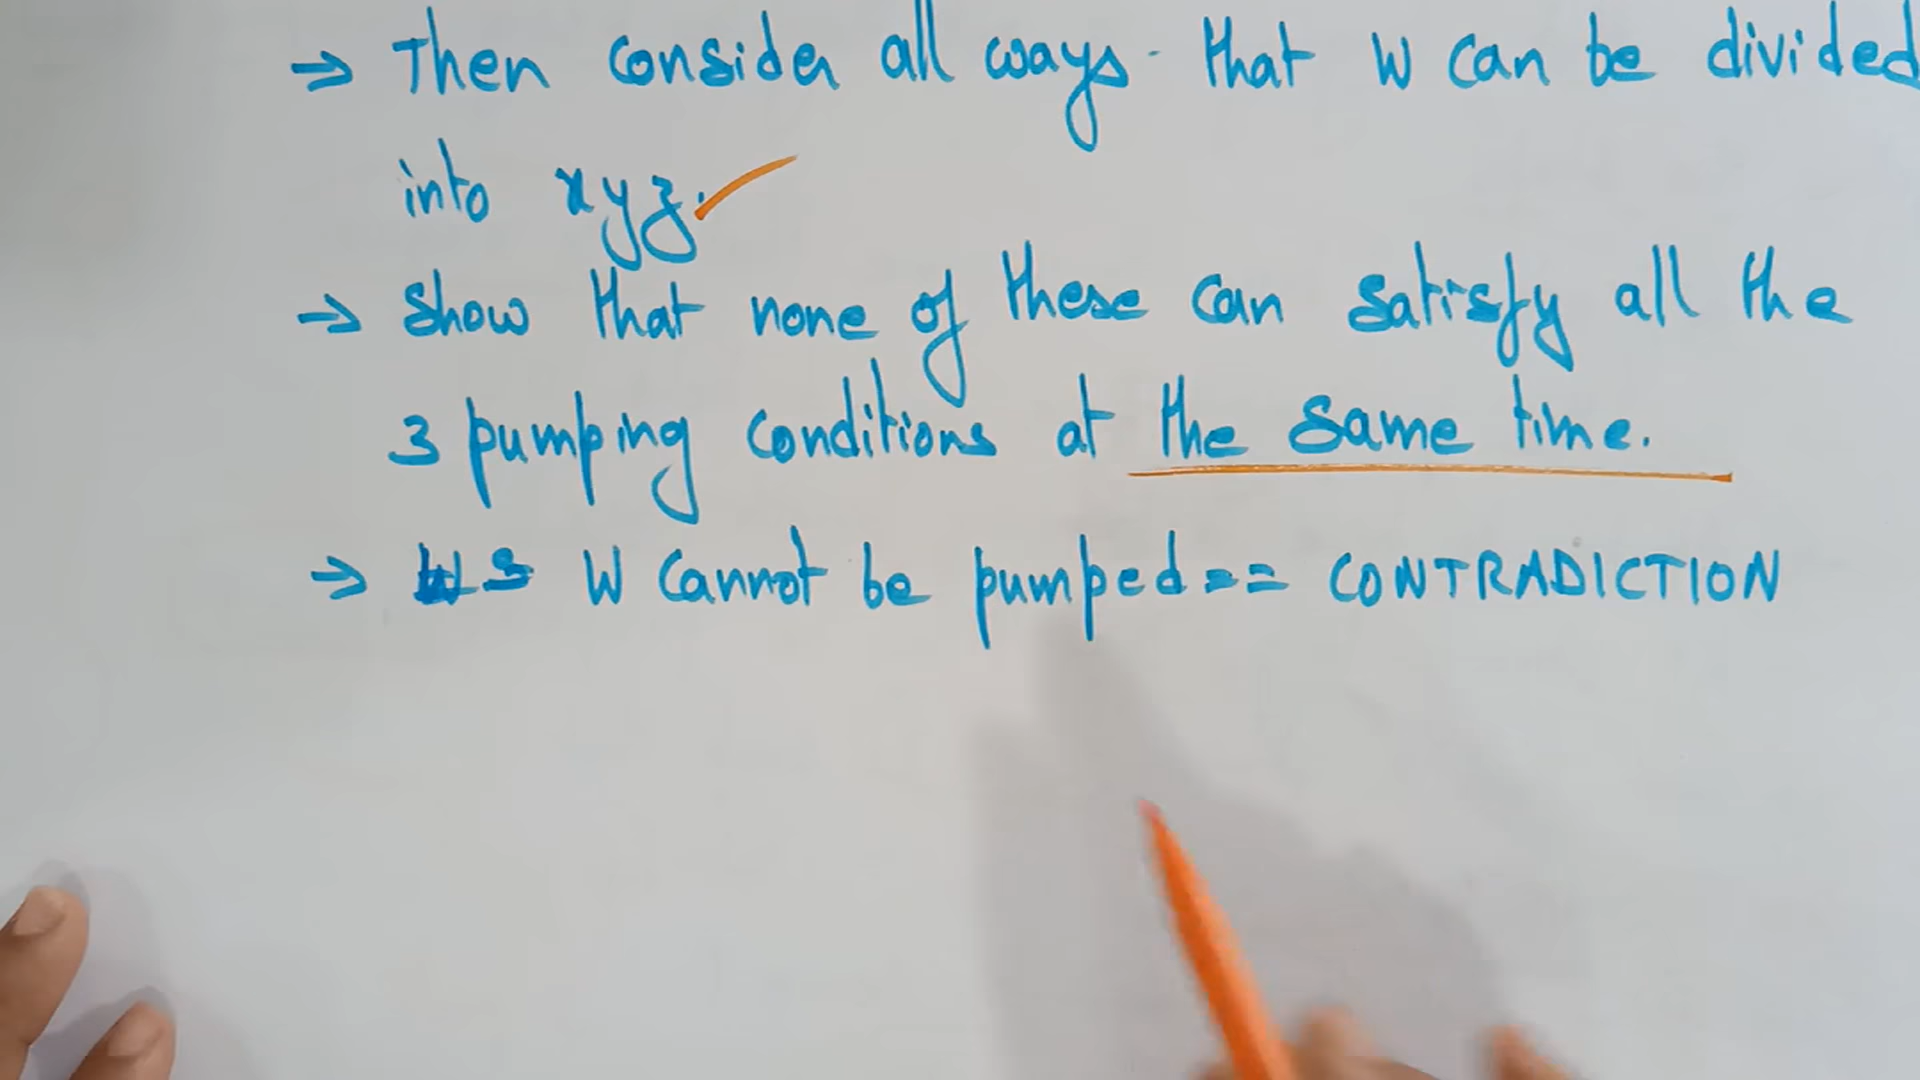 → Then consider all ways that W can be divided
into xyz.
→ show that none of these can satisfy all the
3 pumping conditions at the same time.
→ W cannot be pumped == CONTRADICTION